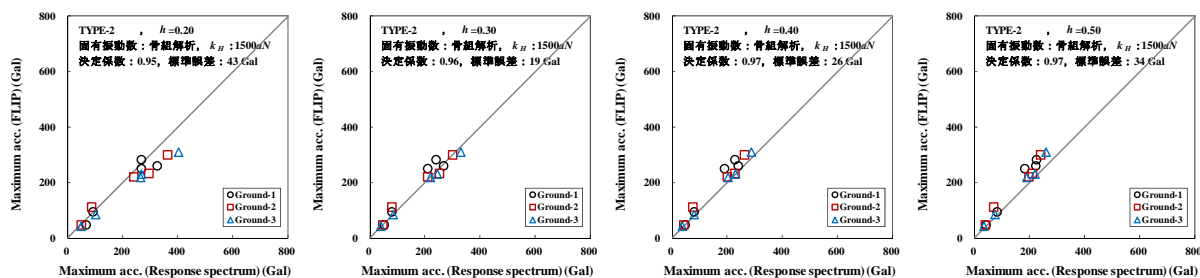 800
600
400
200
0
0 200 400 600 800
Maximum acc. (FLIP) (Gal)
Maximum acc. (Response spectrum) (Gal)
TYPE-2 , h=0.20
固有振動数：骨組解析，k H：1500aN
決定係数：0.95，標準誤差：43 Gal
Ground-1
Ground-2
Ground-3
800
600
400
200
0
0 200 400 600 800
Maximum acc. (FLIP) (Gal)
Maximum acc. (Response spectrum) (Gal)
TYPE-2 , h=0.30
固有振動数：骨組解析，k H：1500aN
決定係数：0.96，標準誤差：19 Gal
Ground-1
Ground-2
Ground-3
800
600
400
200
0
0 200 400 600 800
Maximum acc. (FLIP) (Gal)
Maximum acc. (Response spectrum) (Gal)
TYPE-2 , h=0.40
固有振動数：骨組解析，k H：1500aN
決定係数：0.97，標準誤差：26 Gal
Ground-1
Ground-2
Ground-3
800
600
400
200
0
0 200 400 600 800
Maximum acc. (FLIP) (Gal)
Maximum acc. (Response spectrum) (Gal)
TYPE-2 , h=0.50
固有振動数：骨組解析，k H：1500aN
決定係数：0.97，標準誤差：34 Gal
Ground-1
Ground-2
Ground-3